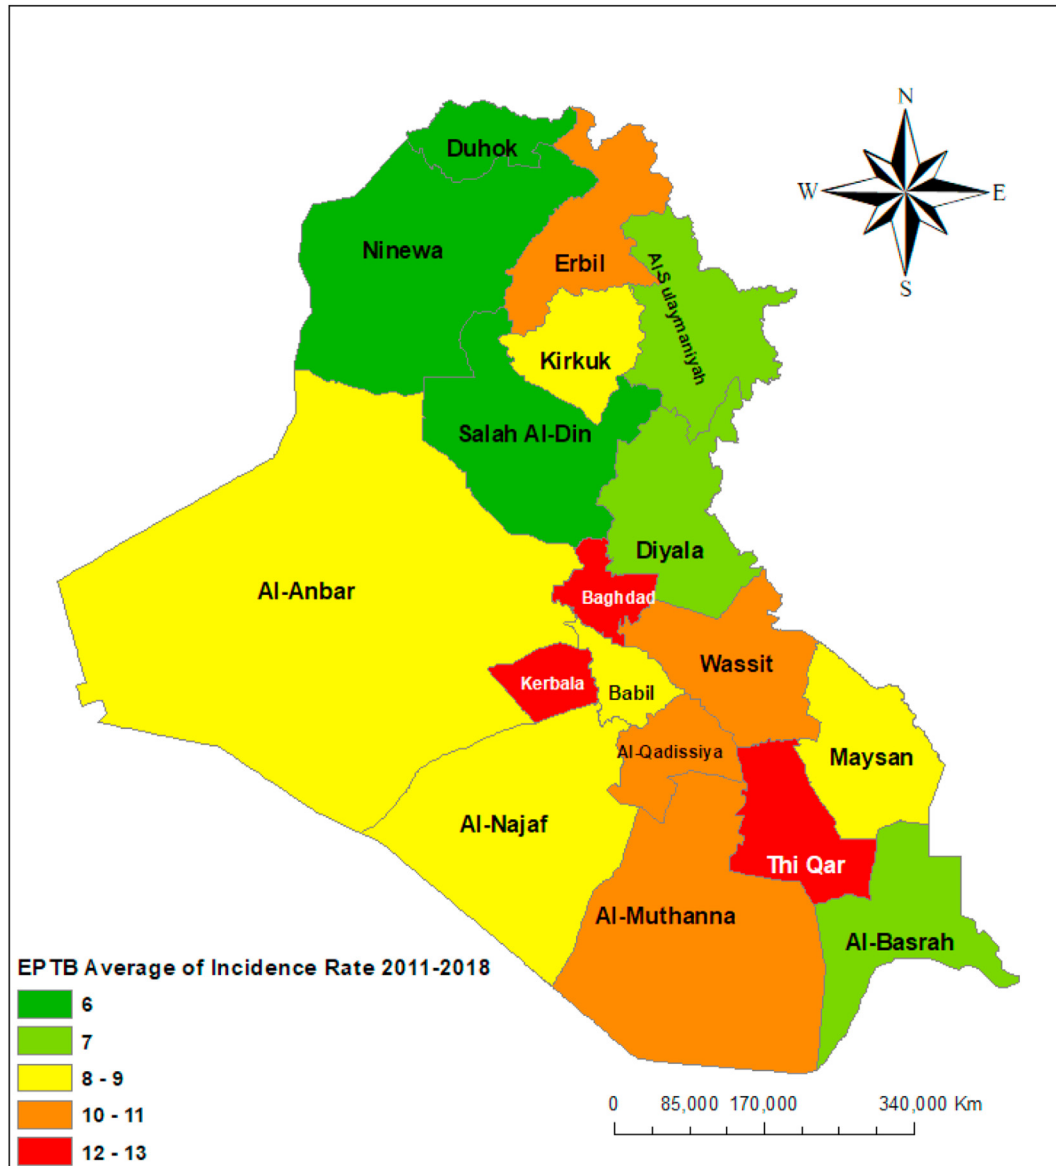 N
W E
S
Duhok
Ninewa
Erbil
Al-Sulaymaniyah
Kirkuk
Salah Al-Din
Diyala
Al-Anbar
Baghdad
Wassit
Kerbala
Babil
Al-Qadissiya
Maysan
Al-Najaf
Thi Qar
Al-Muthanna
Al-Basrah
EPTB Average of Incidence Rate 2011-2018
6
7
8 - 9
10 - 11
12 - 13
0 85,000 170,000 340,000 Km